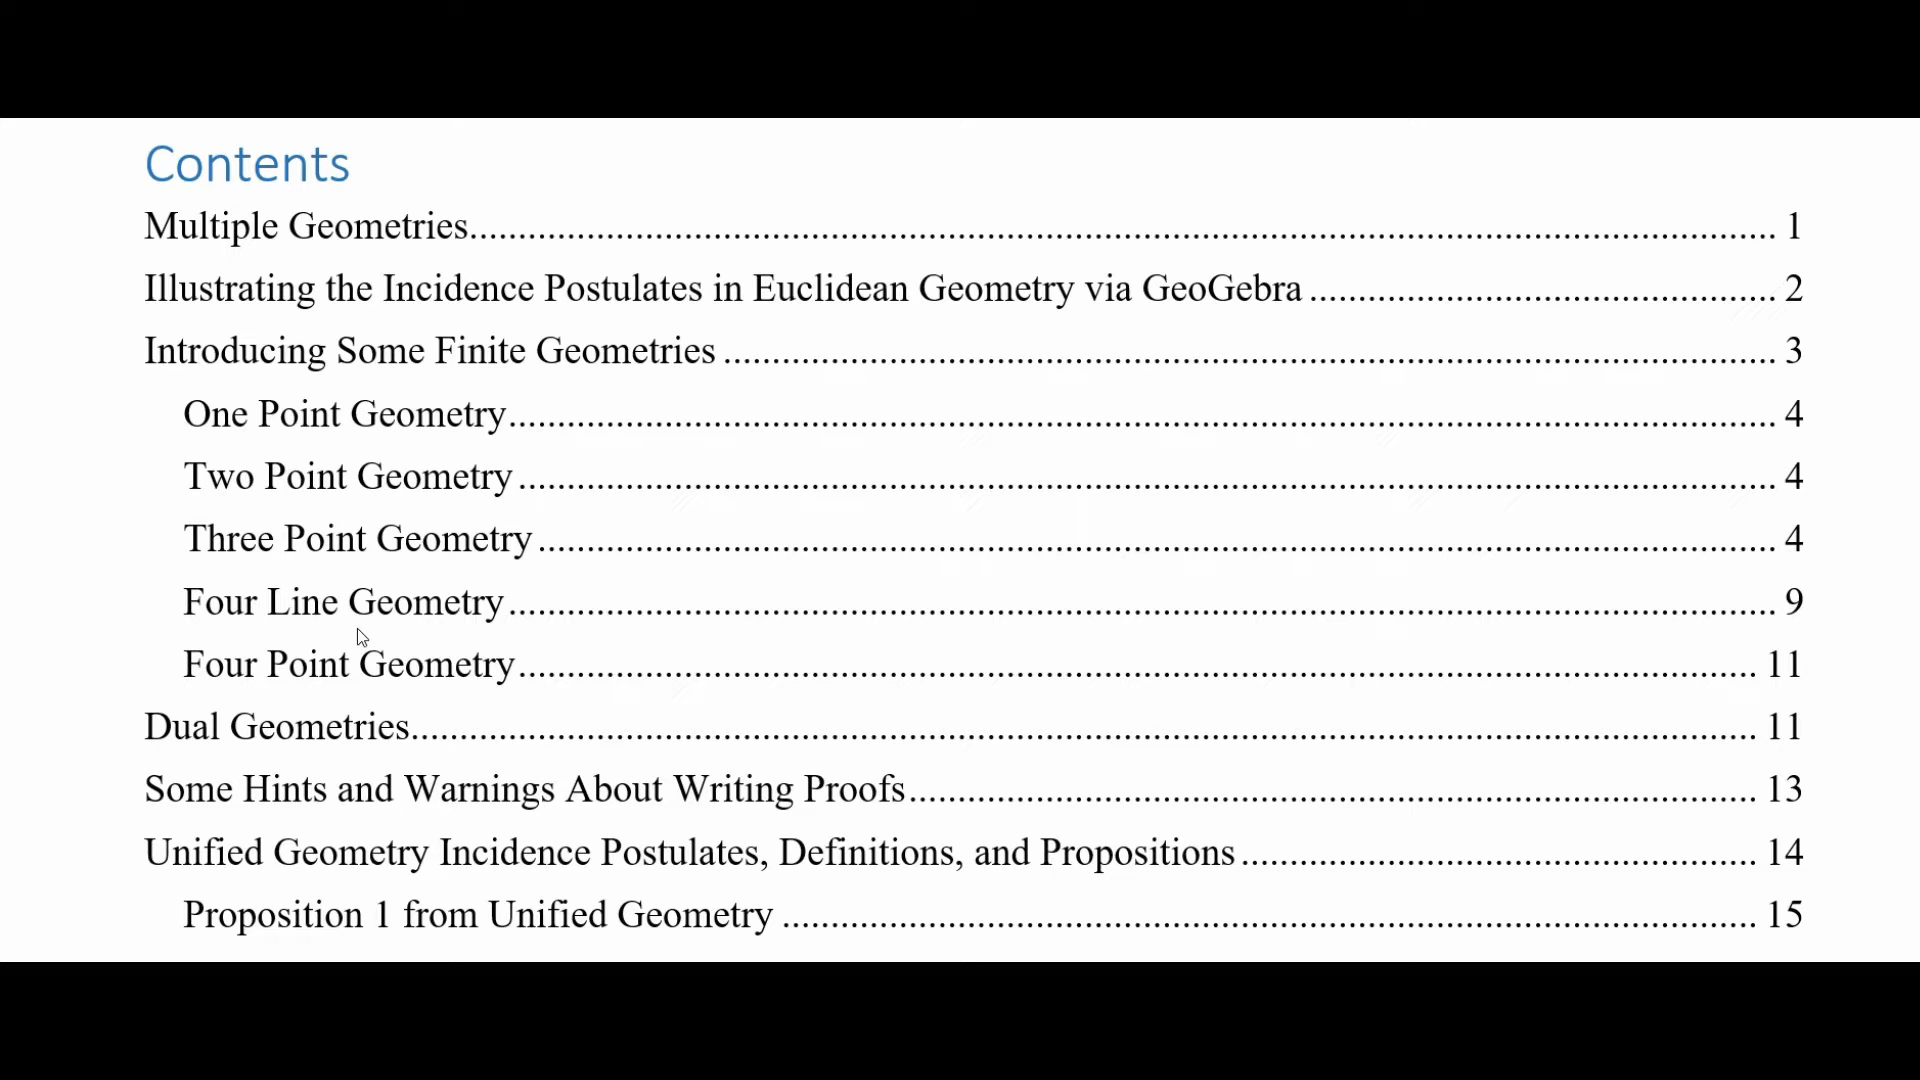 Contents
Multiple Geometries.......... 1
Illustrating the Incidence Postulates in Euclidean Geometry via GeoGebra.......... 2
Introducing Some Finite Geometries.......... 3
One Point Geometry.......... 4
Two Point Geometry.......... 4
Three Point Geometry.......... 4
Four Line Geometry.......... 9
Four Point Geometry.......... 11
Dual Geometries.......... 11
Some Hints and Warnings About Writing Proofs.......... 13
Unified Geometry Incidence Postulates, Definitions, and Propositions.......... 14
Proposition 1 from Unified Geometry.......... 15